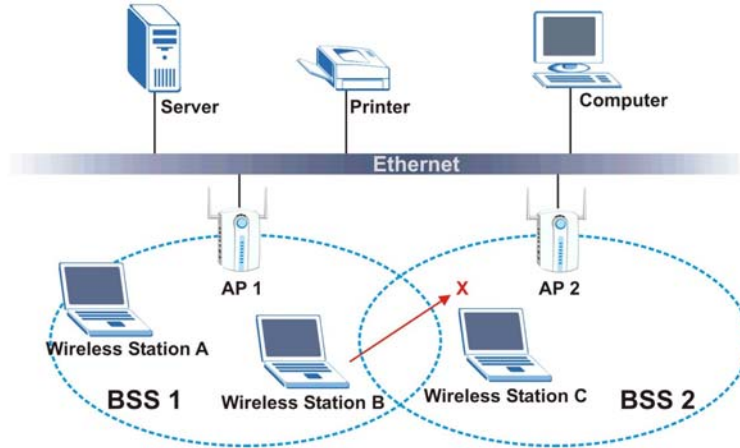 Server
Printer
Computer
Ethernet
AP 1
AP 2
X
Wireless Station A
Wireless Station B
Wireless Station C
BSS 1
BSS 2